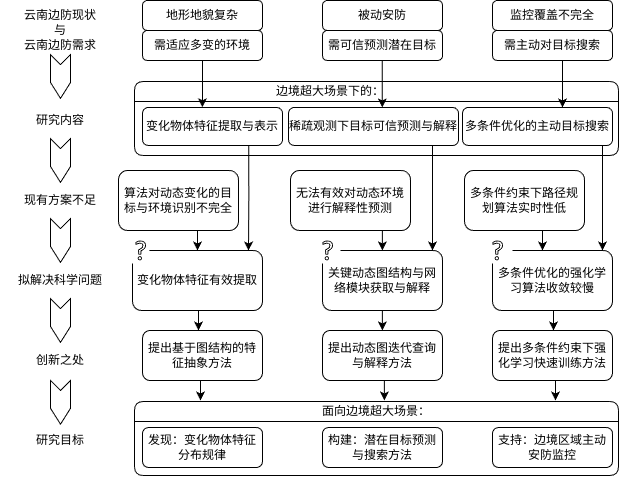 云南边防现状
与
云南边防需求
地形地貌复杂
被动安防
监控覆盖不完全
需适应多变的环境
需可信预测潜在目标
需主动对目标搜索
边境超大场景下的：
研究内容
变化物体特征提取与表示
稀疏观测下目标可信预测与解释
多条件优化的主动目标搜索
现有方案不足
算法对动态变化的目
标与环境识别不完全
无法有效对动态环境
进行解释性预测
多条件约束下路径规
划算法实时性低
?
?
?
拟解决科学问题
变化物体特征有效提取
关键动态图结构与网
络模块获取与解释
多条件优化的强化学
习算法收敛较慢
创新之处
提出基于图结构的特
征抽象方法
提出动态图迭代查询
与解释方法
提出多条件约束下强
化学习快速训练方法
面向边境超大场景：
研究目标
发现：变化物体特征
分布规律
构建：潜在目标预测
与搜索方法
支持：边境区域主动
安防监控